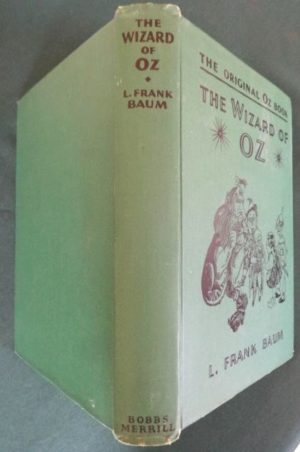 THE
WIZARD
OF
OZ
L. FRANK
BAUM
BOBBS
MERRILL
THE ORIGINAL OZ BOOK
THE WIZARD OF
OZ
L. FRANK BAUM